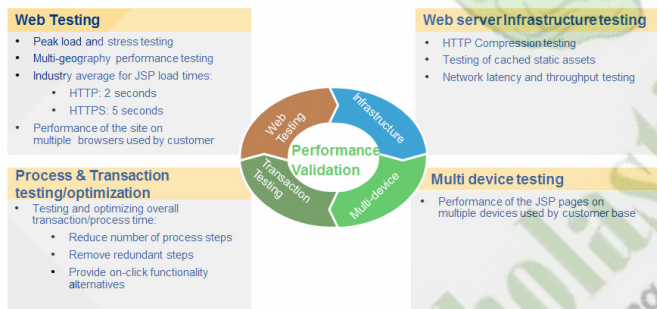 Web Testing
Peak load and stress testing
Multi-geography performance testing
Industry average for JSP load times:
HTTP: 2 seconds
HTTPS: 5 seconds
Performance of the site on
multiple browsers used by customer
Web server Infrastructure testing
HTTP Compression testing
Testing of cached static assets
Network latency and throughput testing
Web
Testing
Infrastructure
Performance
Validation
Transaction
Testing
Multi-device
Process & Transaction
testing/optimization
Testing and optimizing overall
transaction/process time:
Reduce number of process steps
Remove redundant steps
Provide on-click functionality
alternatives
Multi device testing
Performance of the JSP pages on
multiple devices used by customer base